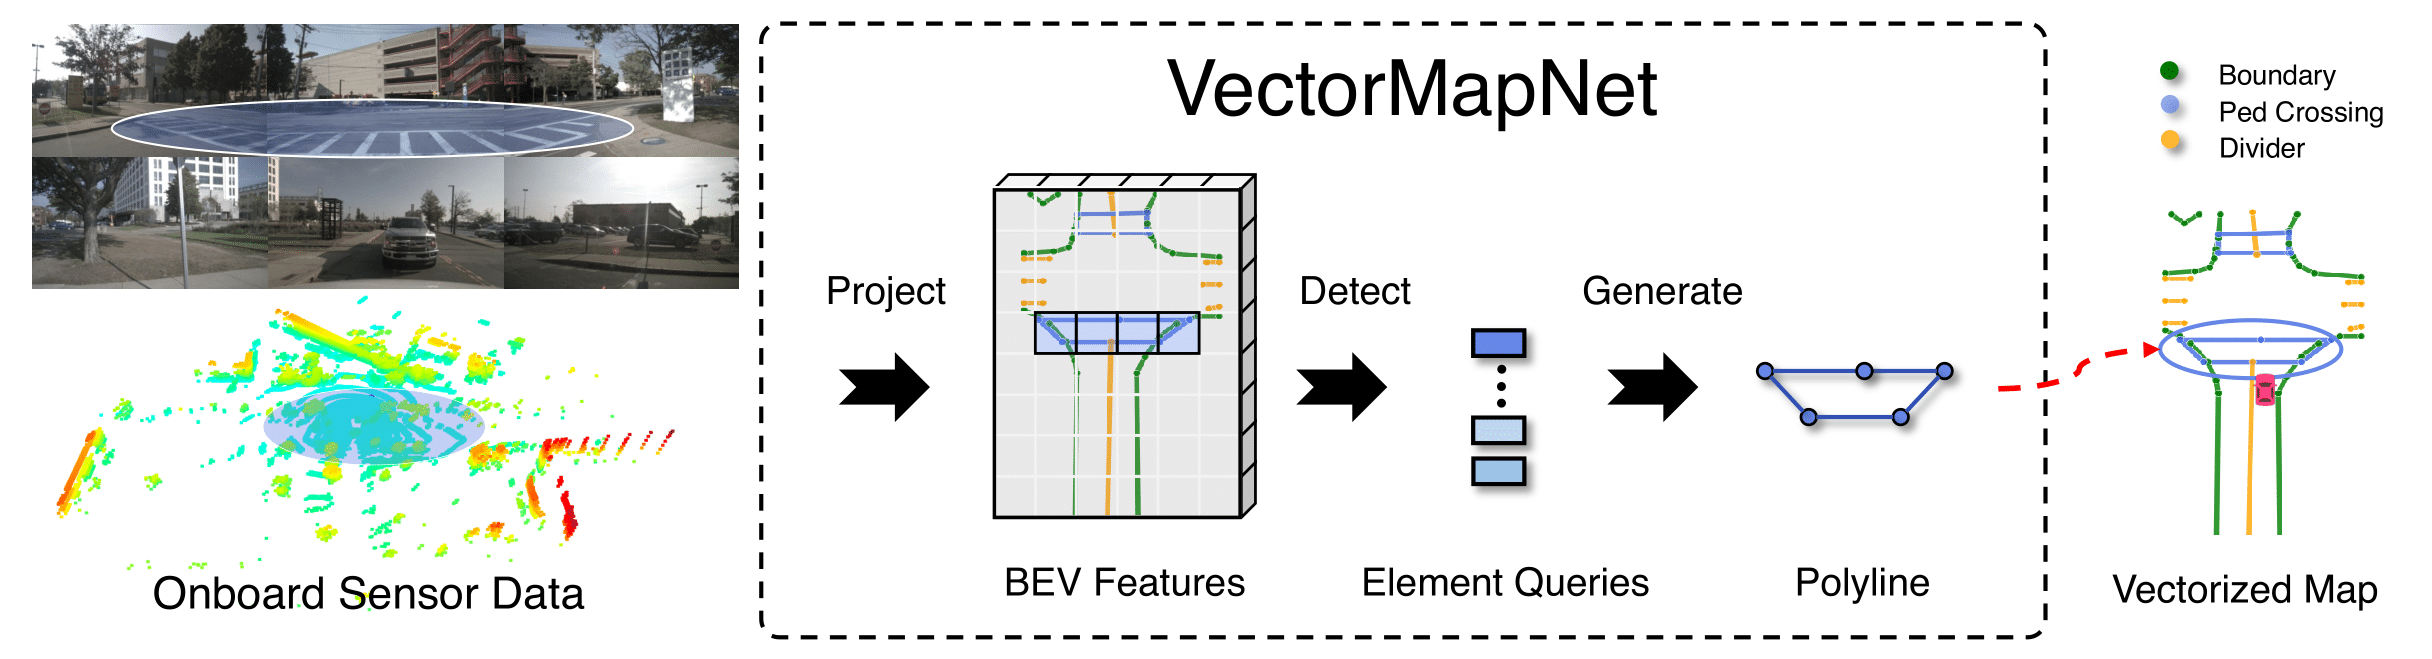 VectorMapNet
Boundary
Ped Crossing
Divider
Project
Detect
Generate
Onboard Sensor Data
BEV Features
Element Queries
Polyline
Vectorized Map